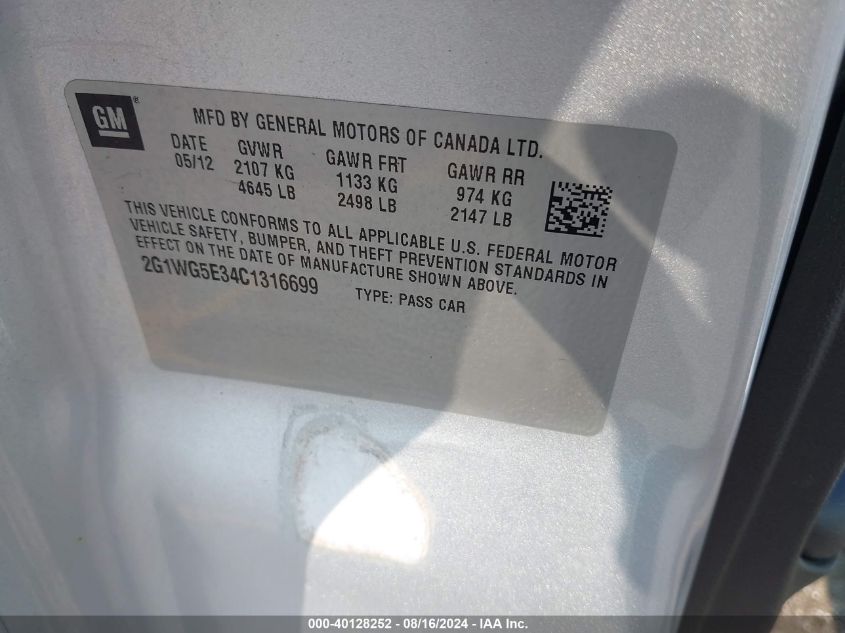 GM ®
MFD BY GENERAL MOTORS OF CANADA LTD.
DATE GVWR GAWR FRT GAWR RR
05/12 2107 KG 1133 KG 974 KG
4645 LB 2498 LB 2147 LB
THIS VEHICLE CONFORMS TO ALL APPLICABLE U.S. FEDERAL MOTOR
VEHICLE SAFETY, BUMPER, AND THEFT PREVENTION STANDARDS IN
EFFECT ON THE DATE OF MANUFACTURE SHOWN ABOVE.
2G1WG5E34C1316699 TYPE: PASS CAR
000-40128252 - 08/16/2024 - IAA Inc.